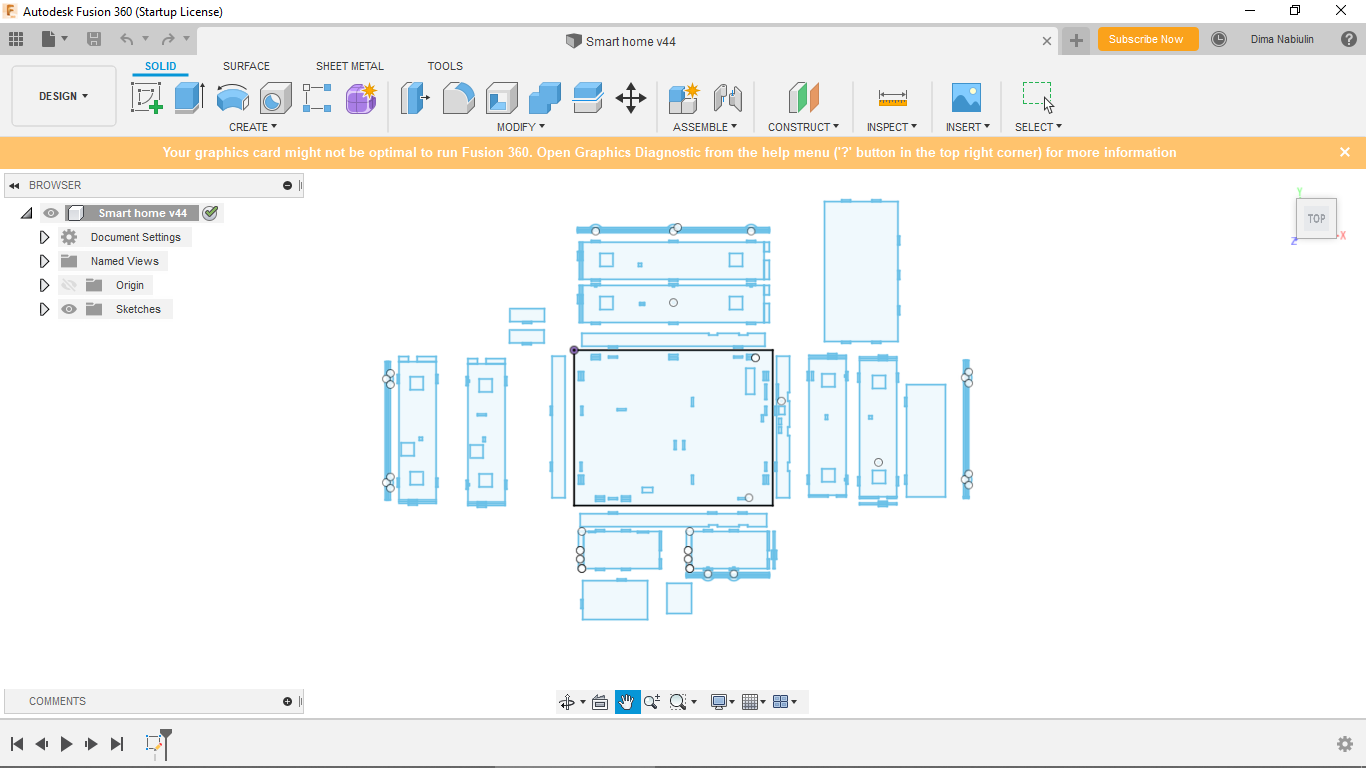 Autodesk Fusion 360 (Startup License)
Smart home v44
Subscribe Now
Dima Nabiulin
DESIGN
SOLID
SURFACE
SHEET METAL
TOOLS
CREATE
MODIFY
ASSEMBLE
CONSTRUCT
INSPECT
INSERT
SELECT
Your graphics card might not be optimal to run Fusion 360. Open Graphics Diagnostic from the help menu ('?' button in the top right corner) for more information
BROWSER
Smart home v44
Document Settings
Named Views
Origin
Sketches
Y
TOP
X
Z
COMMENTS